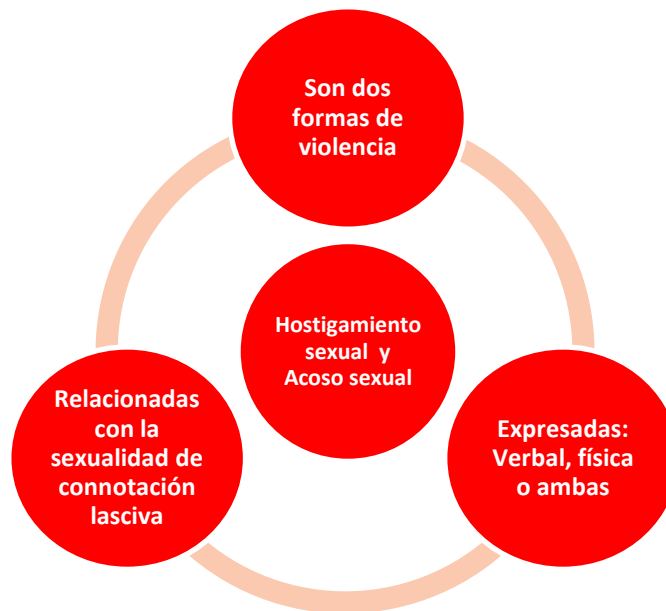 Son dos
formas de
violencia
Hostigamiento
sexual y
Acoso sexual
Relacionadas
con la
sexualidad de
connotación
lasciva
Expresadas:
Verbal, física
o ambas